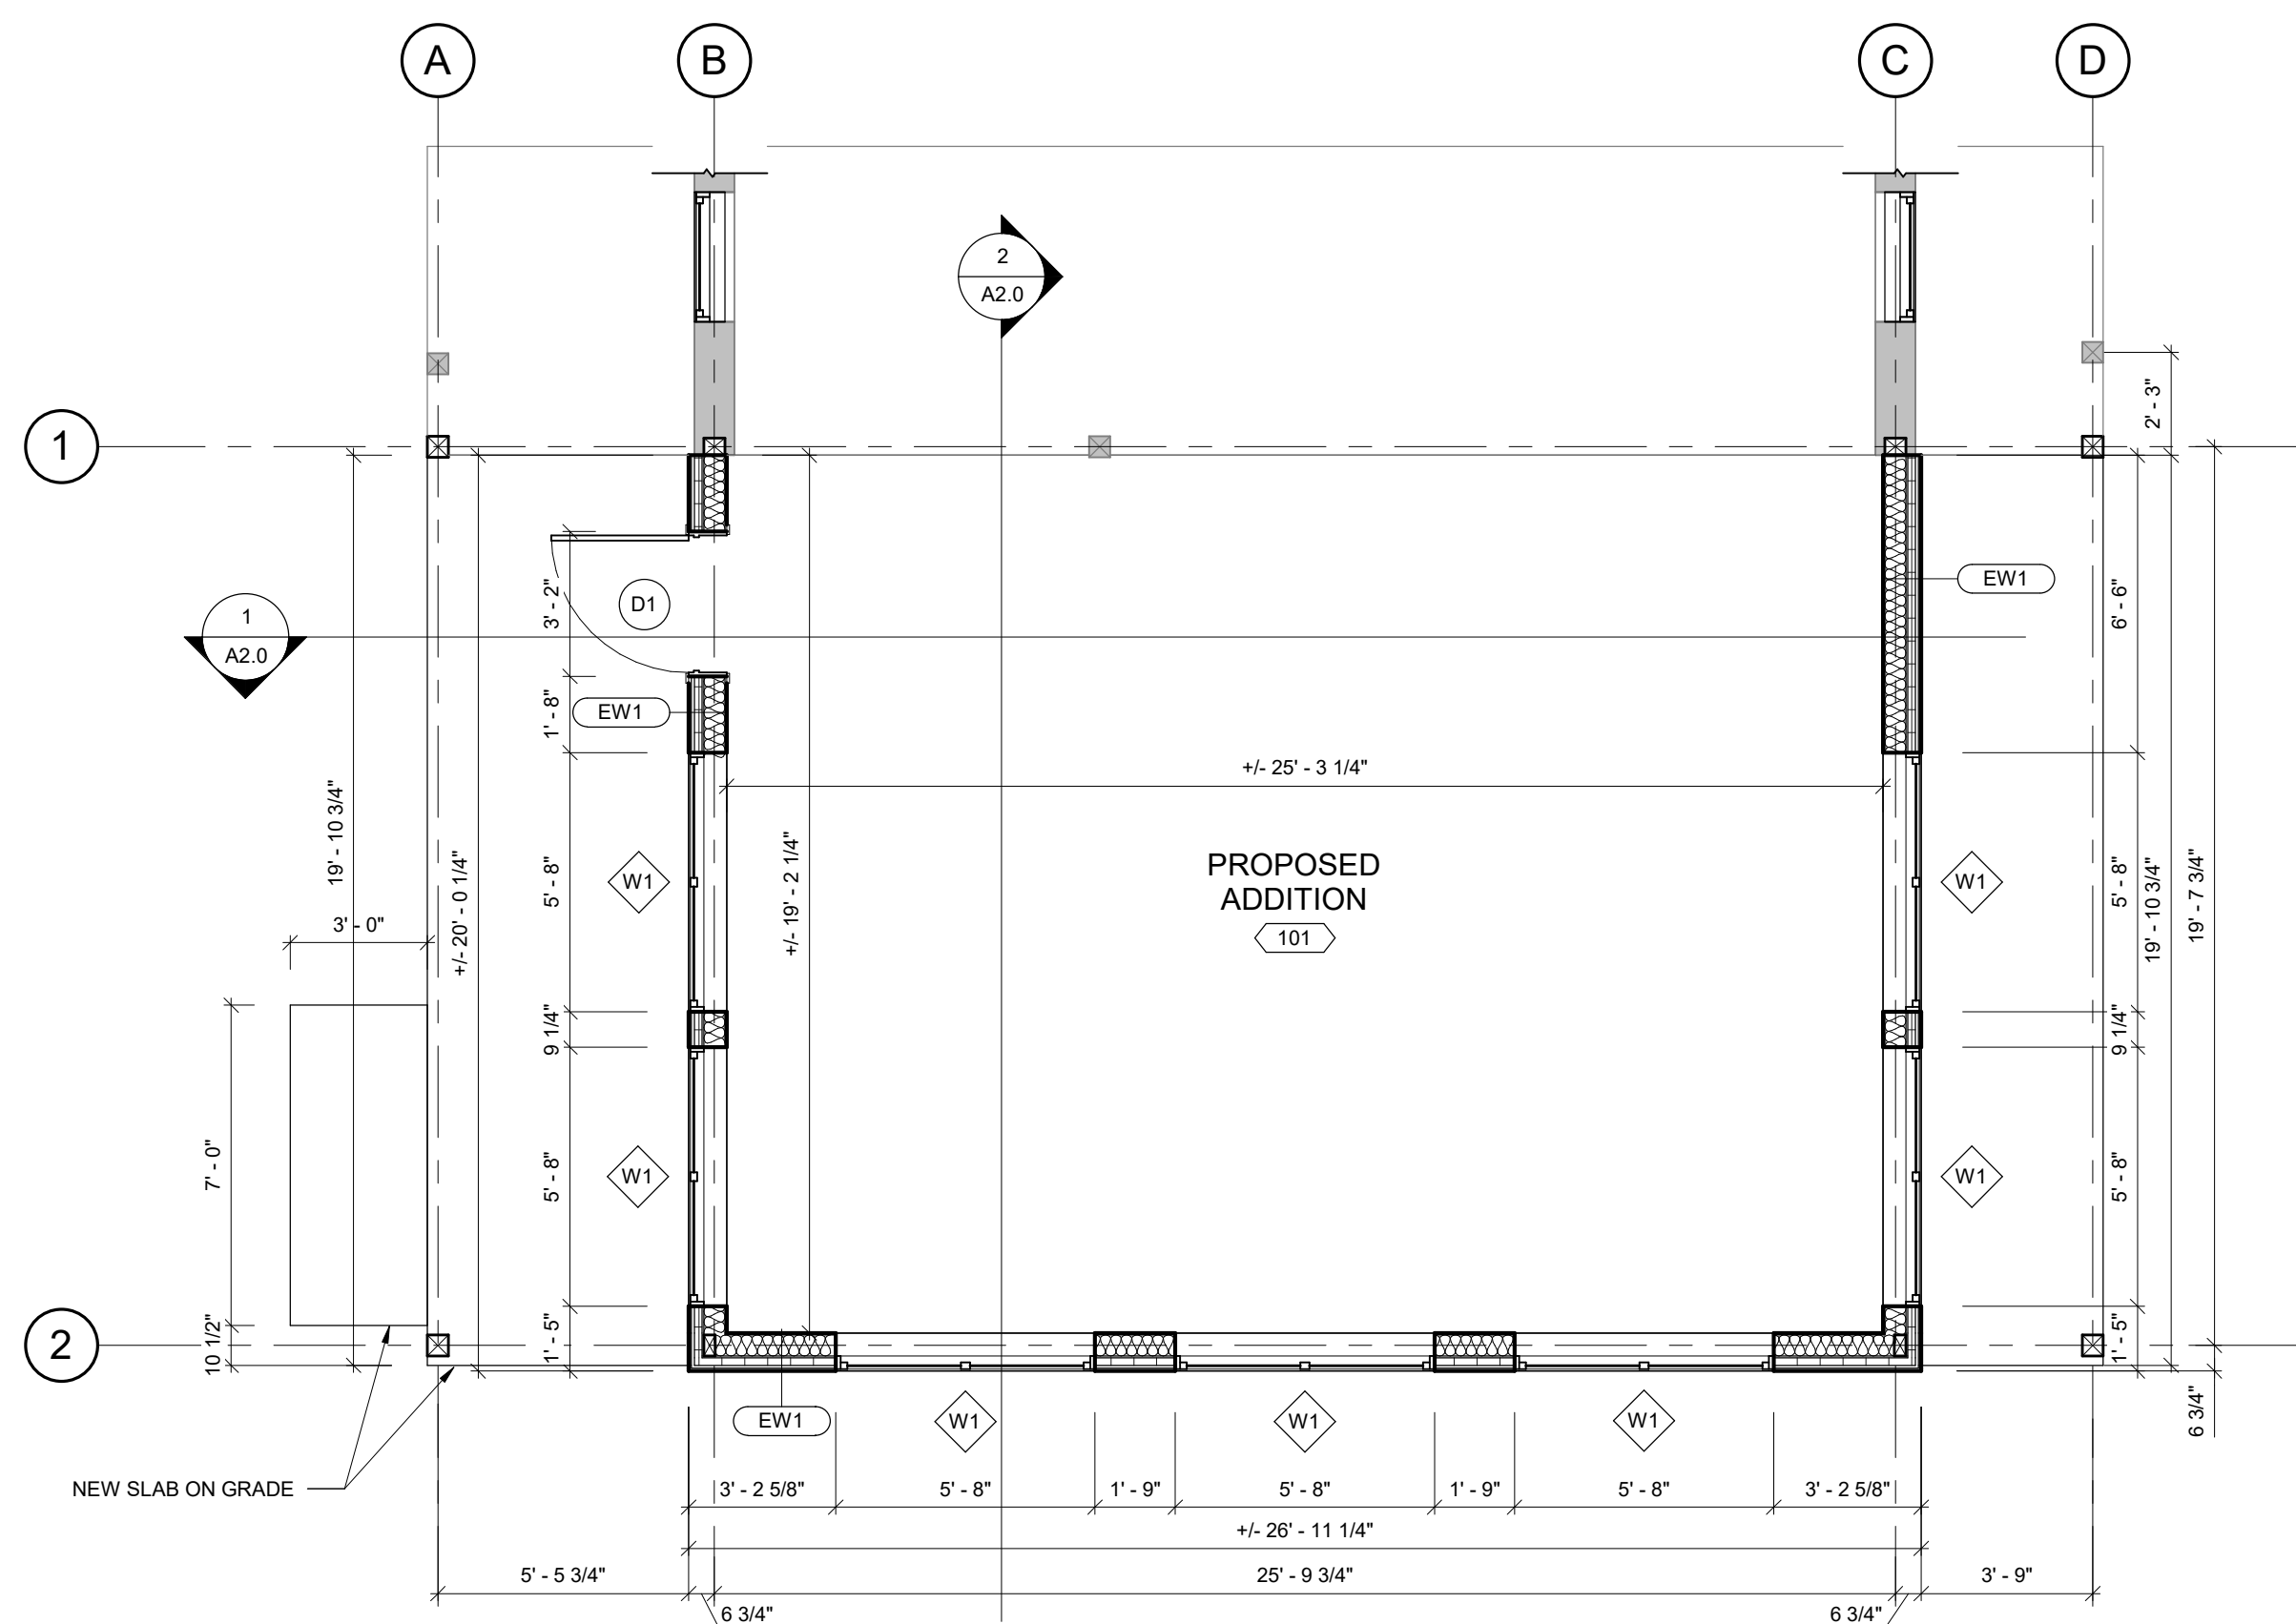 A
B
C
D
2
A2.0
2' - 3"
1
D1
3' - 2"
EW1
6' - 6"
1
A2.0
1' - 8"
EW1
+/- 25' - 3 1/4"
19' - 10 3/4"
+/- 20' - 0 1/4"
5' - 8"
W1
+/- 19' - 2 1/4"
PROPOSED
ADDITION
101
W1
5' - 8"
19' - 10 3/4"
19' - 7 3/4"
3' - 0"
9 1/4"
9 1/4"
7' - 0"
5' - 8"
W1
W1
5' - 8"
10 1/2"
1' - 5"
1' - 5"
2
6 3/4"
EW1
W1
W1
W1
NEW SLAB ON GRADE
3' - 2 5/8"
5' - 8"
1' - 9"
5' - 8"
1' - 9"
5' - 8"
3' - 2 5/8"
+/- 26' - 11 1/4"
5' - 5 3/4"
25' - 9 3/4"
3' - 9"
6 3/4"
6 3/4"